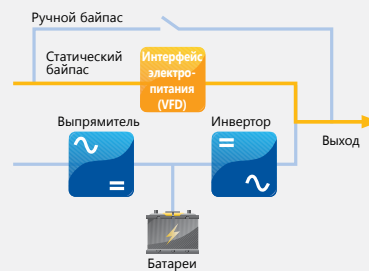 Ручной байпас
Статический
байпас
Интерфейс
электро-
питания
(VFD)
Выпрямитель
Инвертор
Выход
Батареи